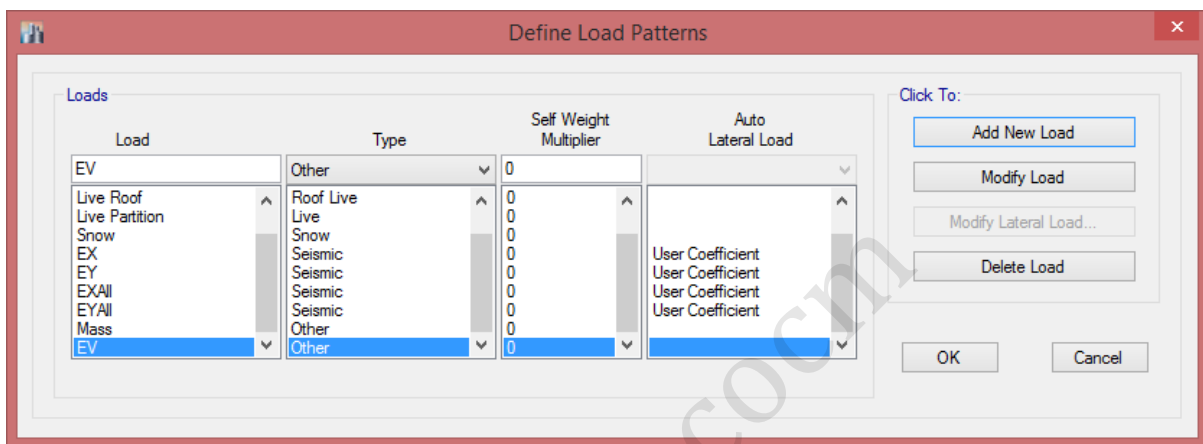 Define Load Patterns
Loads
Click To:
Load
Type
Self Weight
Multiplier
Auto
Lateral Load
EV Other 0
Live Roof Roof Live 0
Live Partition Live 0
Snow Snow 0
EX Seismic 0 User Coefficient
EY Seismic 0 User Coefficient
EXAll Seismic 0 User Coefficient
EYAll Seismic 0 User Coefficient
Mass Other 0
EV Other 0
Add New Load
Modify Load
Modify Lateral Load...
Delete Load
OK Cancel
ocm